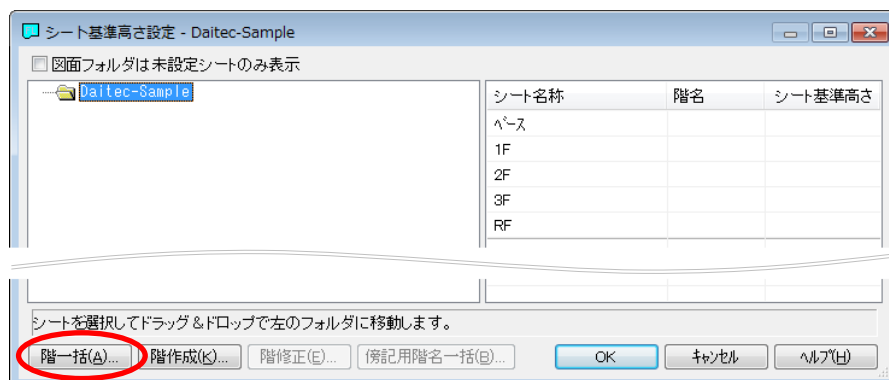 シート基準高さ設定 - Daitec-Sample
図面フォルダは未設定シートのみ表示
Daitec-Sample
シート名称 階名 シート基準高さ
ﾍﾞｰｽ
1F
2F
3F
RF
シートを選択してドラッグ＆ドロップで左のフォルダに移動します。
階一括(A)... 階作成(K)... 階修正(E)... 傍記用階名一括(B)... OK ｷｬﾝｾﾙ ﾍﾙﾌﾟ(H)